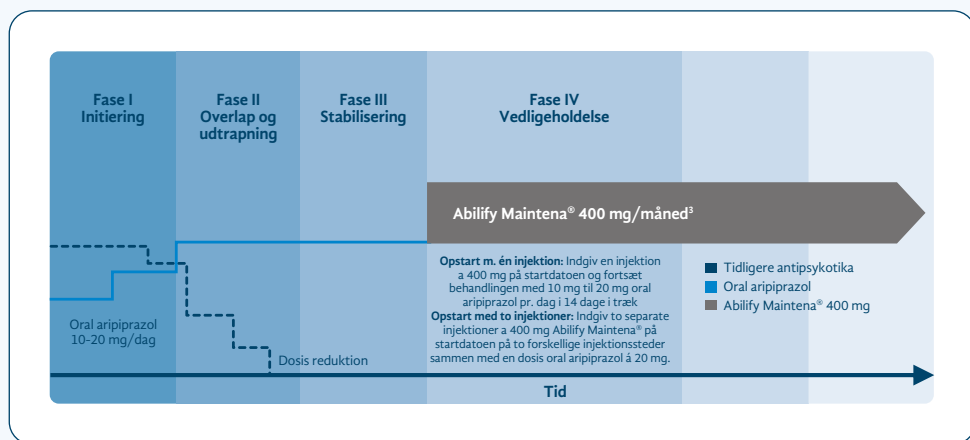 Fase I
Initiering
Fase II
Overlap og
udtrapning
Fase III
Stabilisering
Fase IV
Vedligeholdelse
Abilify Maintena® 400 mg/måned³
Opstart m. én injektion: Indgiv en injektion
a 400 mg på startdatoen og fortsæt
behandlingen med 10 mg til 20 mg oral
aripiprazol pr. dag i 14 dage i træk
Opstart med to injektioner: Indgiv to separate
injektioner a 400 mg Abilify Maintena® på
startdatoen på to forskellige injektionssteder
sammen med en dosis oral aripiprazol á 20 mg.
Tidligere antipsykotika
Oral aripiprazol
Abilify Maintena® 400 mg
Oral aripiprazol
10-20 mg/dag
Dosis reduktion
Tid